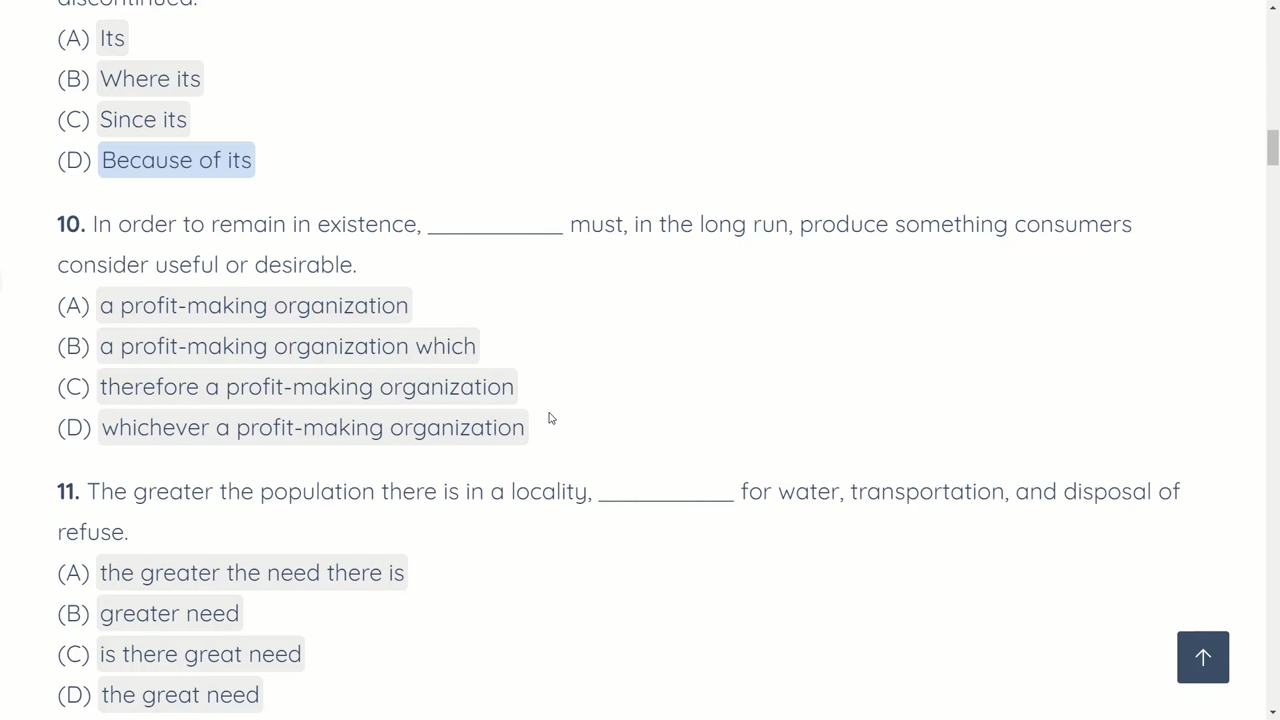 discontinued.
(A) Its
(B) Where its
(C) Since its
(D) Because of its
10. In order to remain in existence, ____________ must, in the long run, produce something consumers
consider useful or desirable.
(A) a profit-making organization
(B) a profit-making organization which
(C) therefore a profit-making organization
(D) whichever a profit-making organization
11. The greater the population there is in a locality, ____________ for water, transportation, and disposal of
refuse.
(A) the greater the need there is
(B) greater need
(C) is there great need
(D) the great need